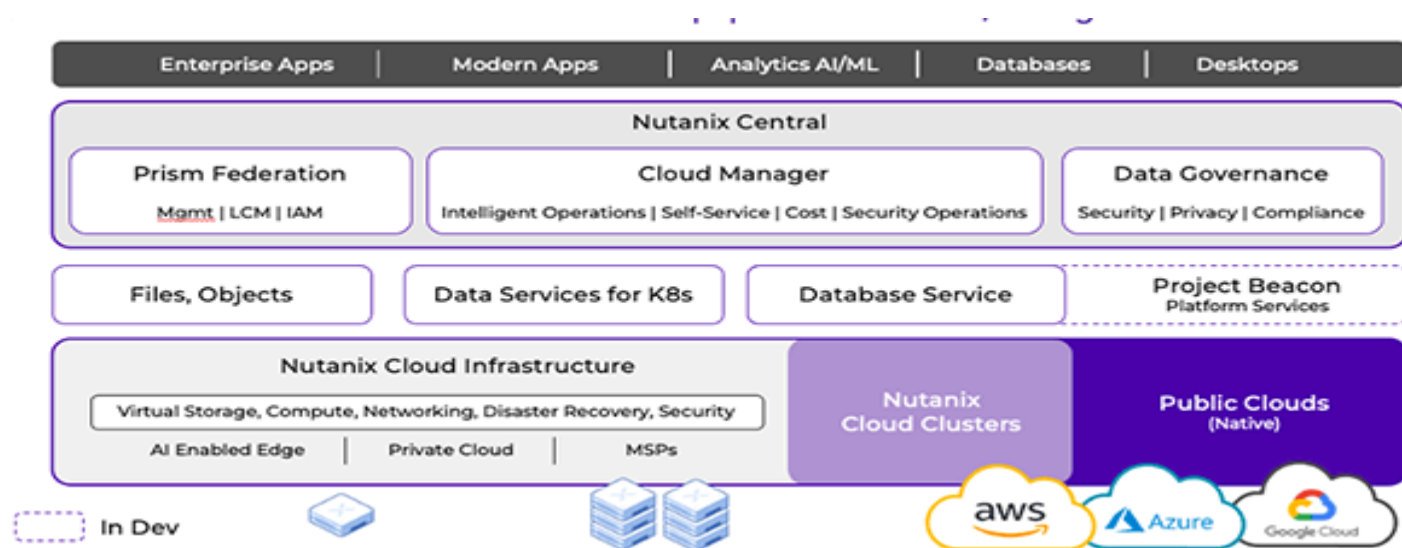 Enterprise Apps | Modern Apps | Analytics AI/ML | Databases | Desktops
Nutanix Central
Prism Federation
Mgmt | LCM | IAM
Cloud Manager
Intelligent Operations | Self-Service | Cost | Security Operations
Data Governance
Security | Privacy | Compliance
Files, Objects
Data Services for K8s
Database Service
Project Beacon
Platform Services
Nutanix Cloud Infrastructure
Virtual Storage, Compute, Networking, Disaster Recovery, Security
AI Enabled Edge | Private Cloud | MSPs
Nutanix
Cloud Clusters
Public Clouds
(Native)
In Dev
aws
Azure
Google Cloud